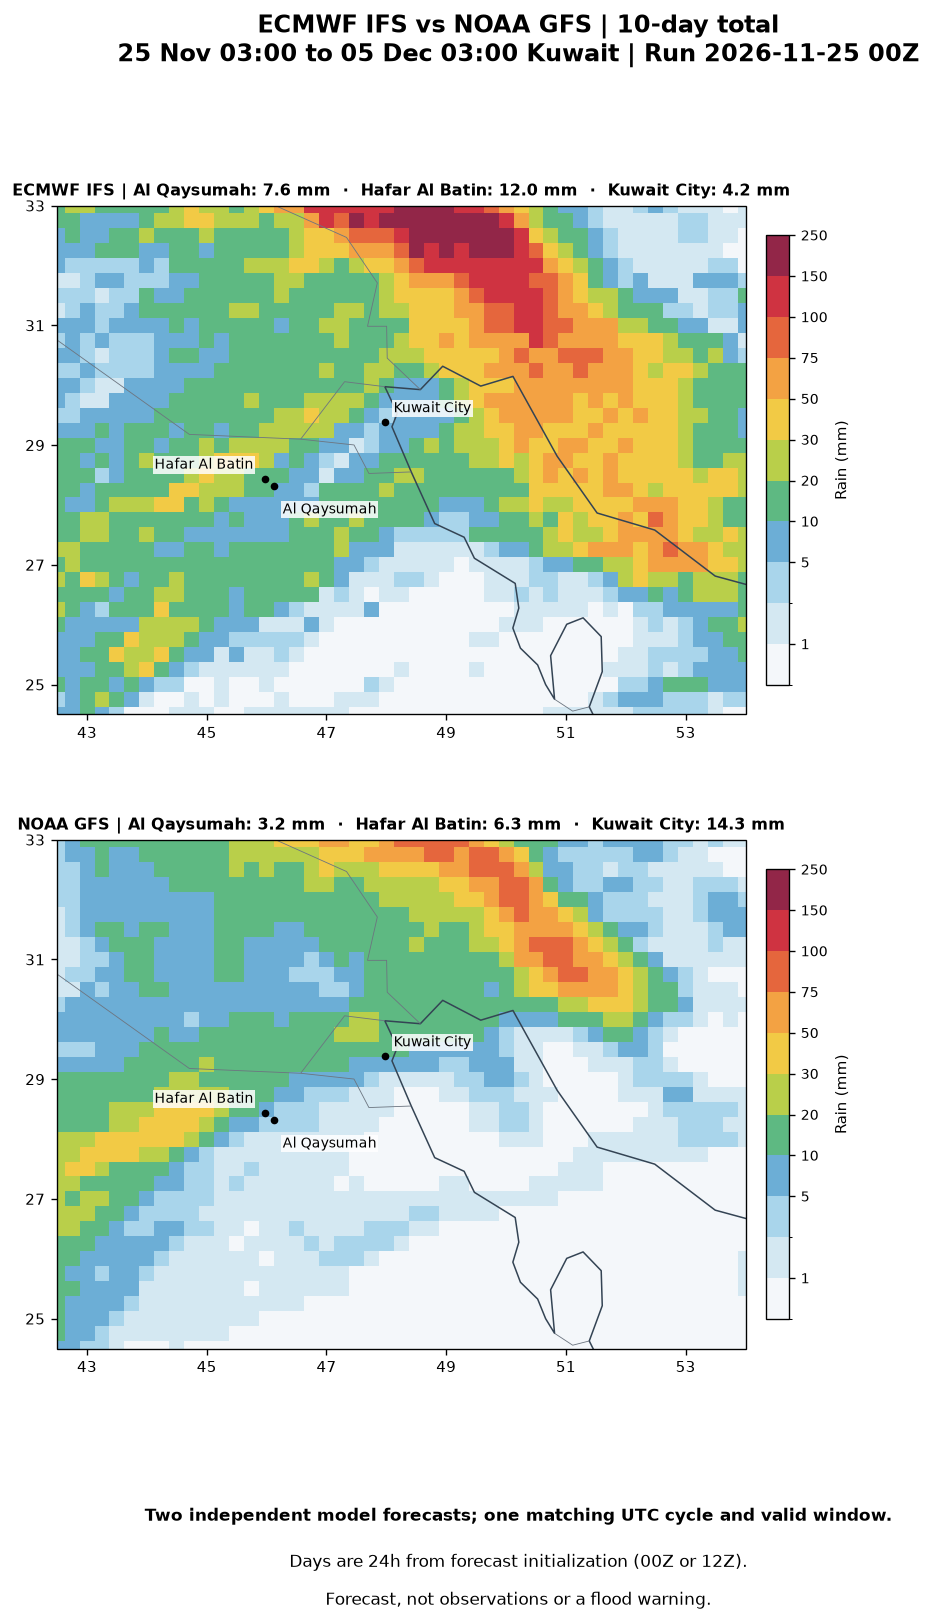 ECMWF IFS vs NOAA GFS | 10-day total
25 Nov 03:00 to 05 Dec 03:00 Kuwait | Run 2026-11-25 00Z
ECMWF IFS | Al Qaysumah: 7.6 mm · Hafar Al Batin: 12.0 mm · Kuwait City: 4.2 mm
33
31
29
27
25
43
45
47
49
51
53
Kuwait City
Hafar Al Batin
Al Qaysumah
250
150
100
75
50
30
20
10
5
1
Rain (mm)
NOAA GFS | Al Qaysumah: 3.2 mm · Hafar Al Batin: 6.3 mm · Kuwait City: 14.3 mm
33
31
29
27
25
43
45
47
49
51
53
Kuwait City
Hafar Al Batin
Al Qaysumah
250
150
100
75
50
30
20
10
5
1
Rain (mm)
Two independent model forecasts; one matching UTC cycle and valid window.
Days are 24h from forecast initialization (00Z or 12Z).
Forecast, not observations or a flood warning.